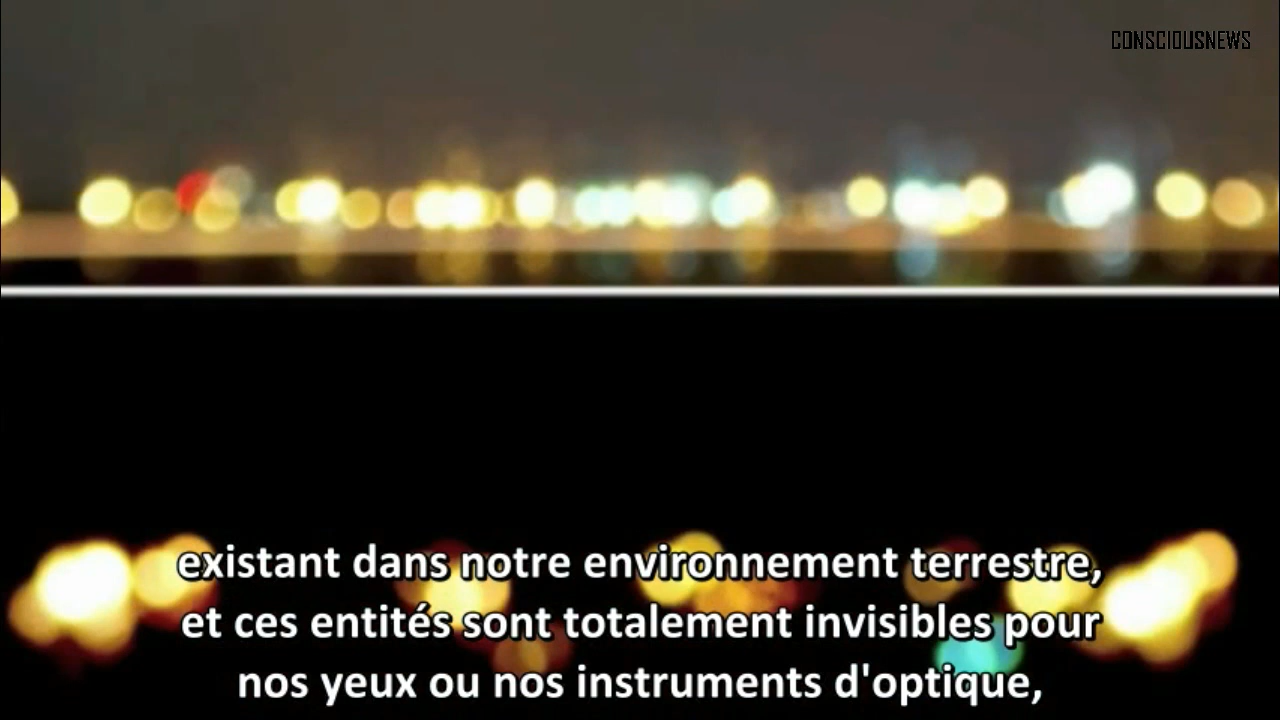 CONSCIOUSNEWS
existant dans notre environnement terrestre,
et ces entités sont totalement invisibles pour
nos yeux ou nos instruments d'optique,